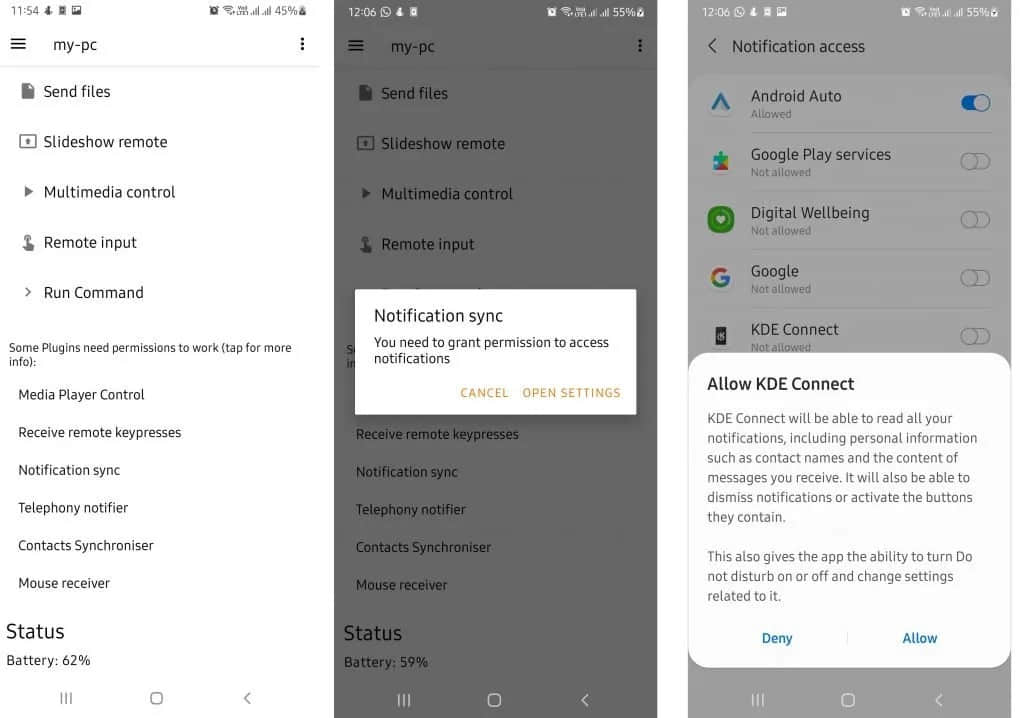 11:54
45%
my-pc
Send files
Slideshow remote
Multimedia control
Remote input
Run Command
Some Plugins need permissions to work (tap for more
info):
Media Player Control
Receive remote keypresses
Notification sync
Telephony notifier
Contacts Synchroniser
Mouse receiver
Status
Battery: 62%
12:06
55%
my-pc
Send files
Slideshow remote
Multimedia control
Remote input
Notification sync
You need to grant permission to access
notifications
CANCEL OPEN SETTINGS
Receive remote keypresses
Notification sync
Telephony notifier
Contacts Synchroniser
Mouse receiver
Status
Battery: 59%
12:06
55%
Notification access
Android Auto
Allowed
Google Play services
Not allowed
Digital Wellbeing
Not allowed
Google
Not allowed
KDE Connect
Not allowed
Allow KDE Connect
KDE Connect will be able to read all your
notifications, including personal information
such as contact names and the content of
messages you receive. It will also be able to
dismiss notifications or activate the buttons
they contain.
This also gives the app the ability to turn Do
not disturb on or off and change settings
related to it.
Deny Allow